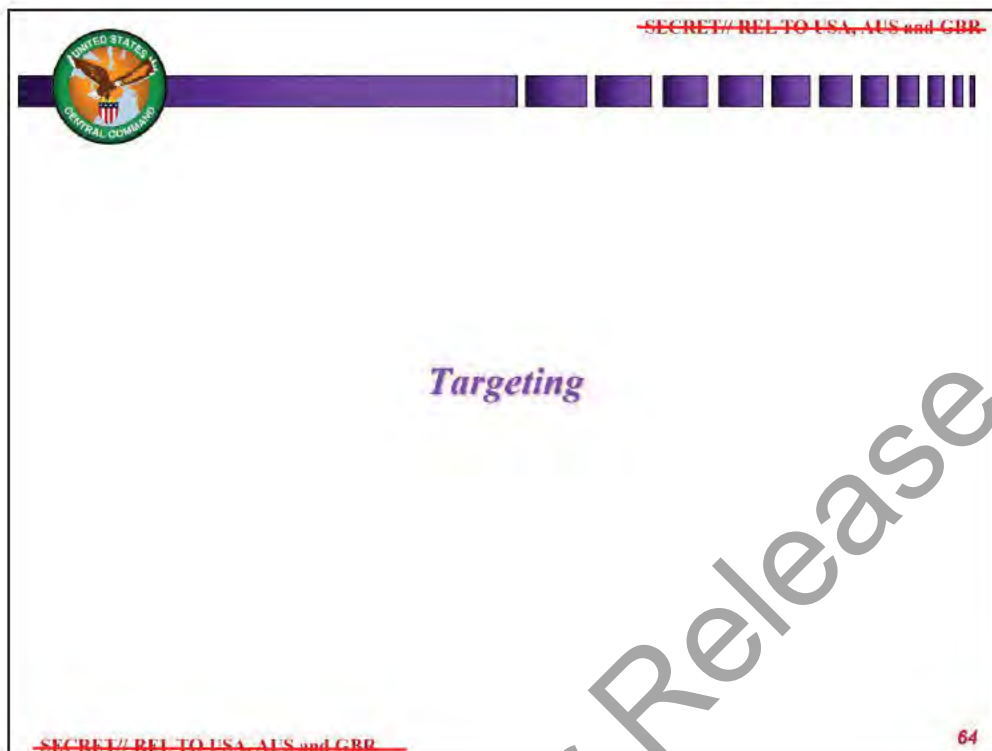 SECRET// REL TO USA, AUS and GBR
UNITED STATES
CENTRAL COMMAND
Targeting
Release
SECRET// REL TO USA, AUS and GBR
64